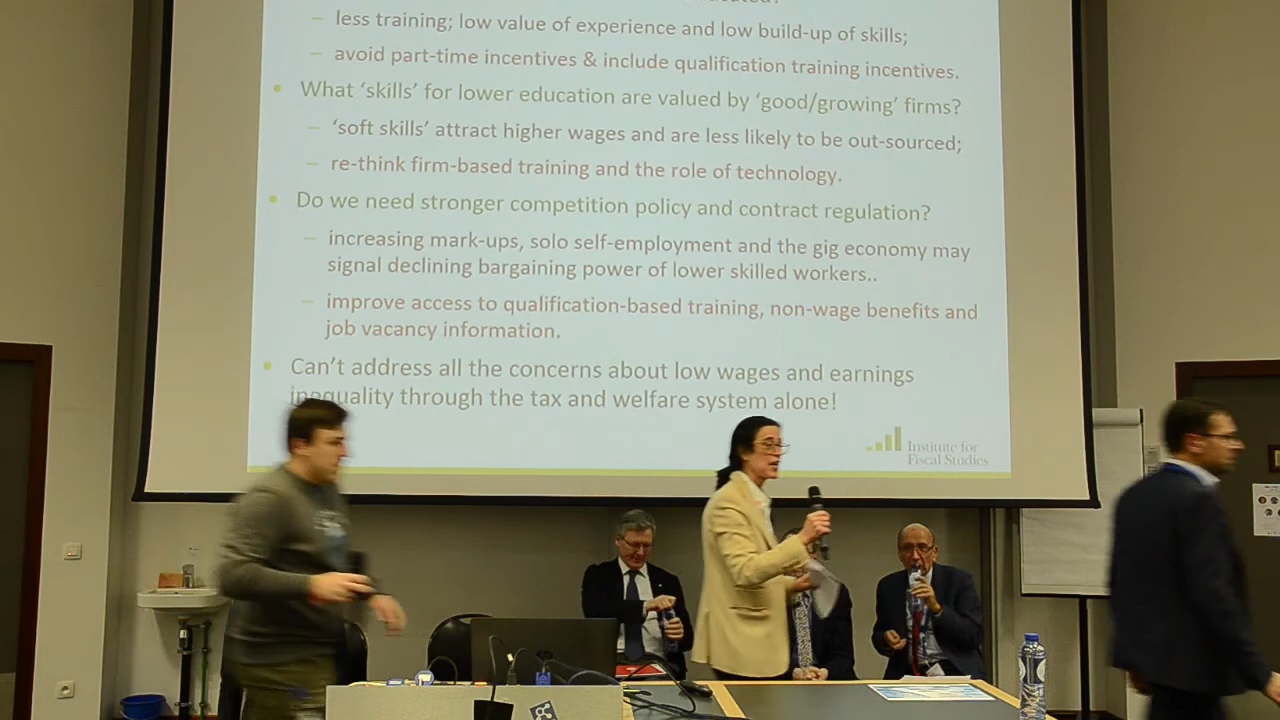 – less training; low value of experience and low build-up of skills;
– avoid part-time incentives & include qualification training incentives.
• What ‘skills’ for lower education are valued by ‘good/growing’ firms?
– ‘soft skills’ attract higher wages and are less likely to be out-sourced;
– re-think firm-based training and the role of technology.
• Do we need stronger competition policy and contract regulation?
– increasing mark-ups, solo self-employment and the gig economy may
signal declining bargaining power of lower skilled workers..
– improve access to qualification-based training, non-wage benefits and
job vacancy information.
• Can’t address all the concerns about low wages and earnings
inequality through the tax and welfare system alone!
Institute for
Fiscal Studies